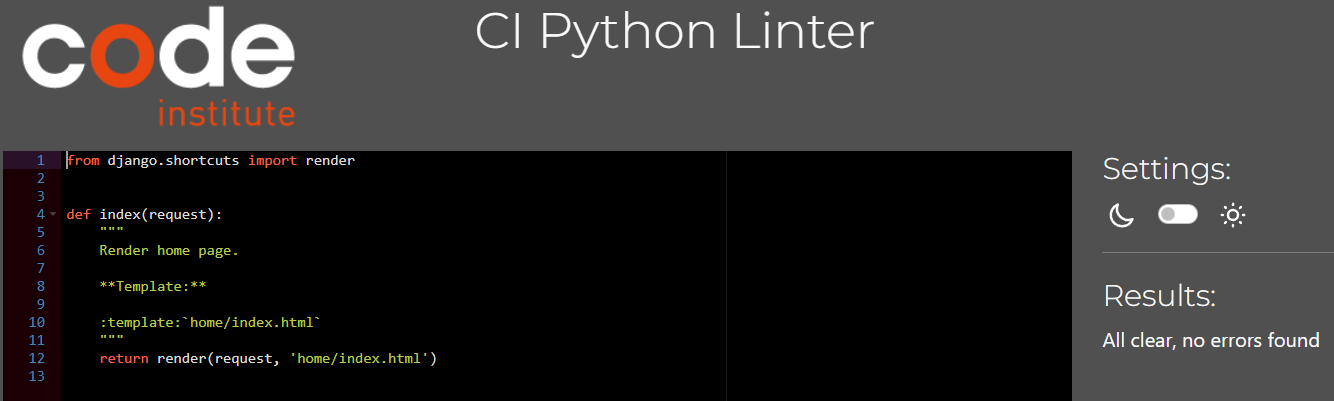 code
institute
CI Python Linter
1 from django.shortcuts import render
2
3
4 def index(request):
5     """
6     Render home page.
7
8     **Template:**
9
10     :template:`home/index.html`
11     """
12     return render(request, 'home/index.html')
13
Settings:
Results:
All clear, no errors found